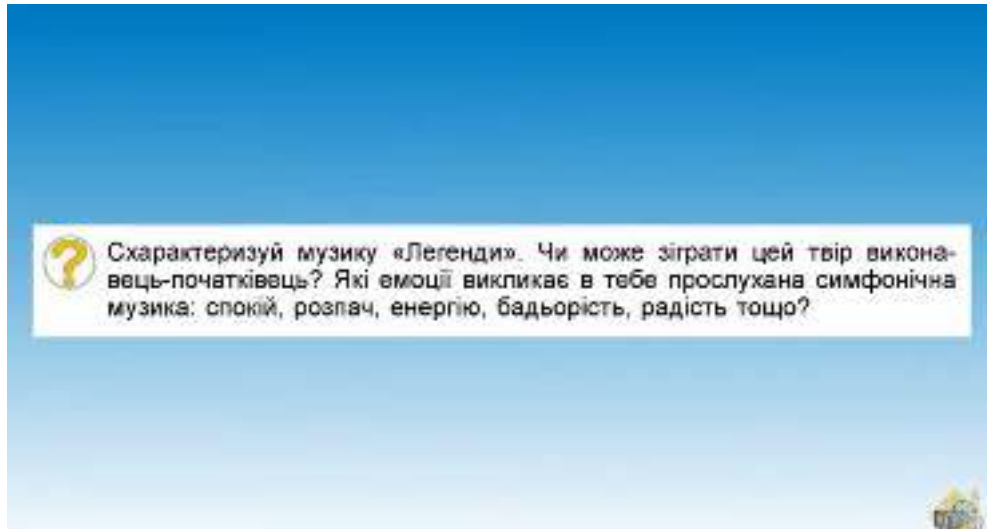 Схарактеризуй музику «Легенди». Чи може зіграти цей твір викона-
вець-початківець? Які емоції викликає в тебе прослухана симфонічна
музика: спокій, розпач, енергію, бадьорість, радість тощо?